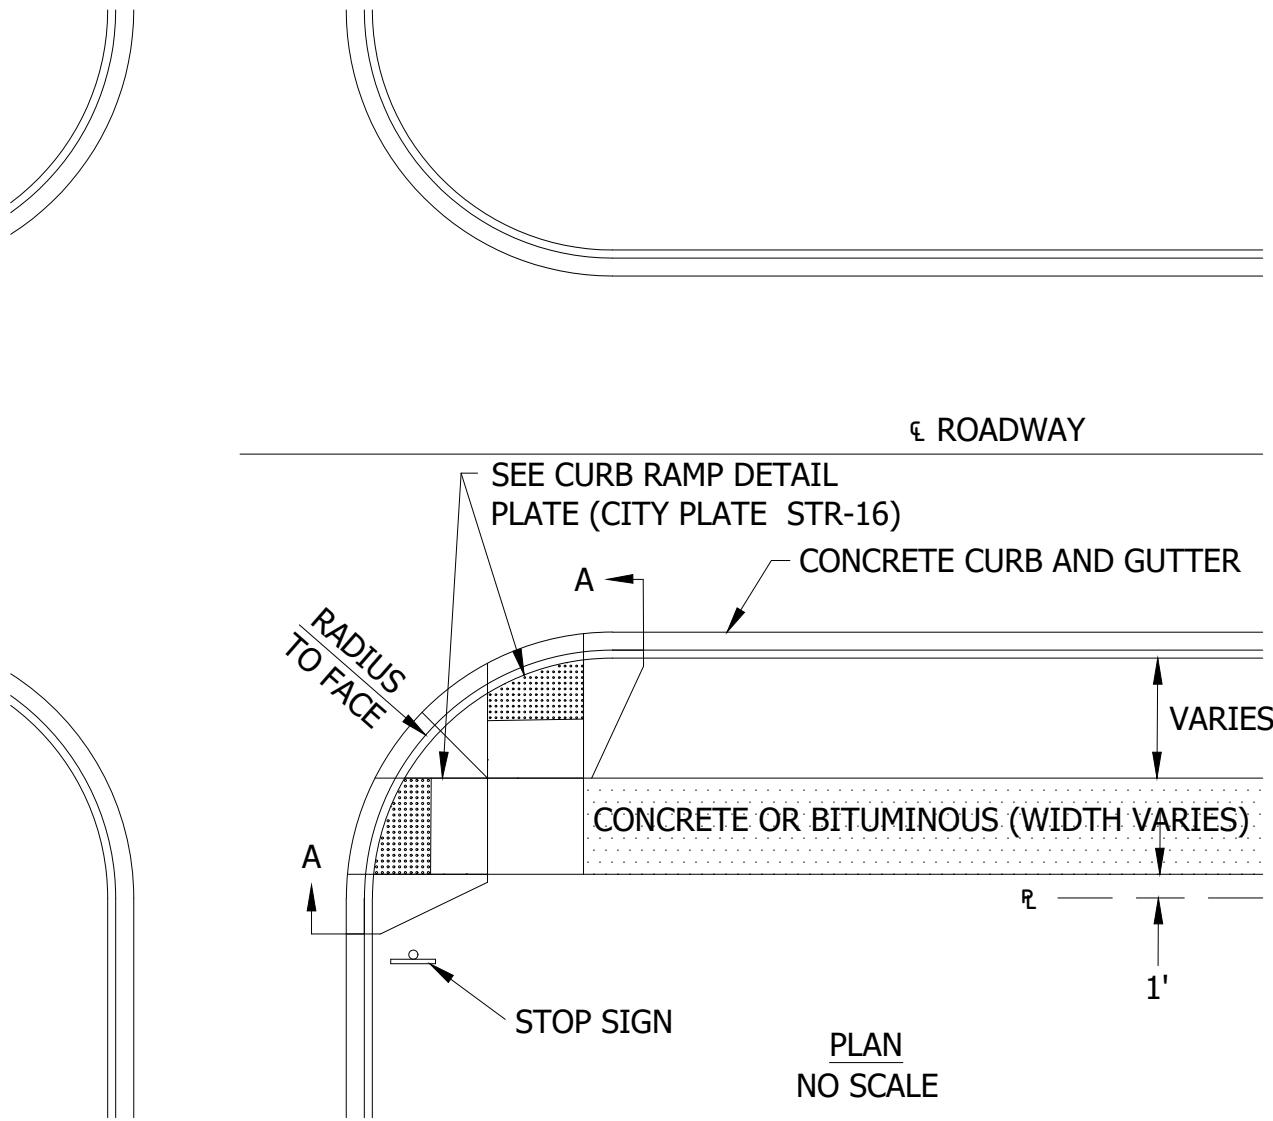 ℄ ROADWAY
SEE CURB RAMP DETAIL
PLATE (CITY PLATE STR-16)
CONCRETE CURB AND GUTTER
A
RADIUS
TO FACE
VARIES
CONCRETE OR BITUMINOUS (WIDTH VARIES)
A
PL
1'
STOP SIGN
PLAN
NO SCALE